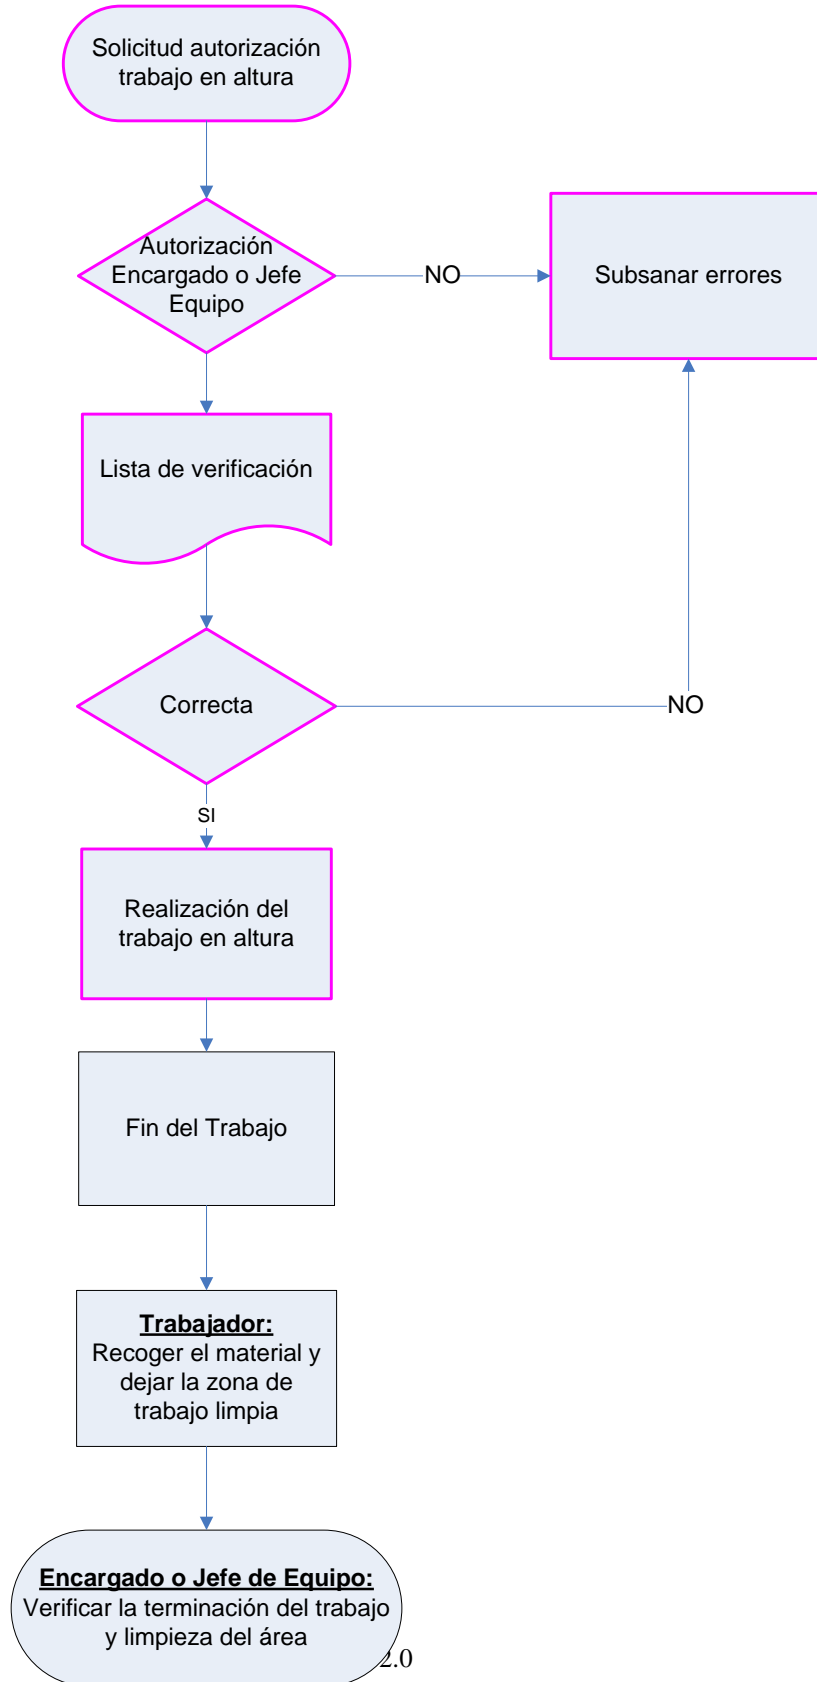 Solicitud autorización
trabajo en altura
Autorización
Encargado o Jefe
Equipo
NO
Subsanar errores
Lista de verificación
Correcta
NO
SI
Realización del
trabajo en altura
Fin del Trabajo
Trabajador:
Recoger el material y
dejar la zona de
trabajo limpia
Encargado o Jefe de Equipo:
Verificar la terminación del trabajo
y limpieza del área
2.0